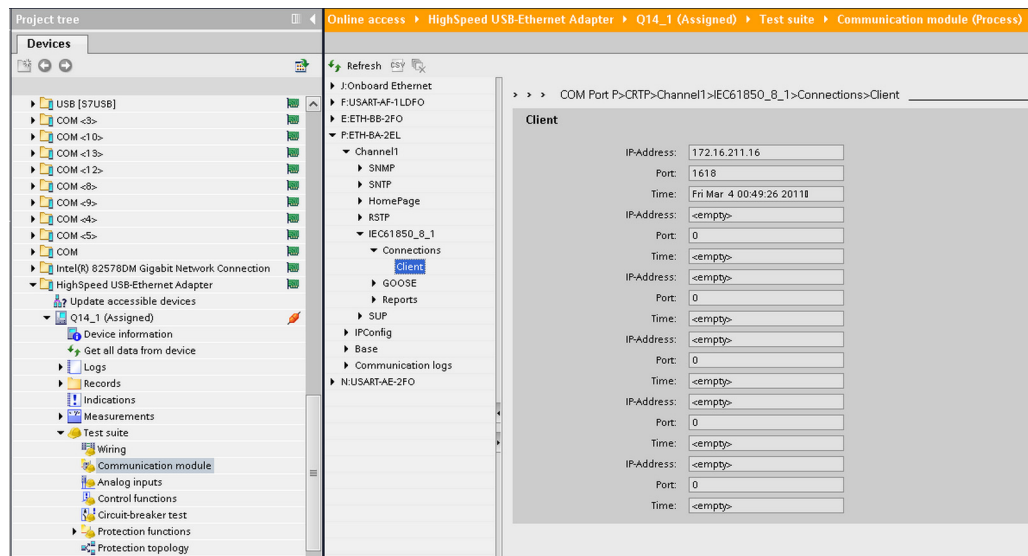 Project tree
Devices
USB [S7USB]
COM <3>
COM <10>
COM <13>
COM <12>
COM <8>
COM <9>
COM <4>
COM <5>
COM
Intel(R) 82578DM Gigabit Network Connection
HighSpeed USB-Ethernet Adapter
Update accessible devices
Q14_1 (Assigned)
Device information
Get all data from device
Logs
Records
Indications
Measurements
Test suite
Wiring
Communication module
Analog inputs
Control functions
Circuit-breaker test
Protection functions
Protection topology
Online access HighSpeed USB-Ethernet Adapter Q14_1 (Assigned) Test suite Communication module (Process)
Refresh CSV
J:Onboard Ethernet
F:USART-AF-1LDFO
E:ETH-BB-2FO
P:ETH-BA-2EL
Channel1
SNMP
SNTP
HomePage
RSTP
IEC61850_8_1
Connections
Client
GOOSE
Reports
SUP
IPConfig
Base
Communication logs
N:USART-AE-2FO
> > > COM Port P>CRTP>Channel1>IEC61850_8_1>Connections>Client
Client
IP-Address: 172.16.211.16
Port: 1618
Time: Fri Mar 4 00:49:26 2011
IP-Address: <empty>
Port: 0
Time: <empty>
IP-Address: <empty>
Port: 0
Time: <empty>
IP-Address: <empty>
Port: 0
Time: <empty>
IP-Address: <empty>
Port: 0
Time: <empty>
IP-Address: <empty>
Port: 0
Time: <empty>